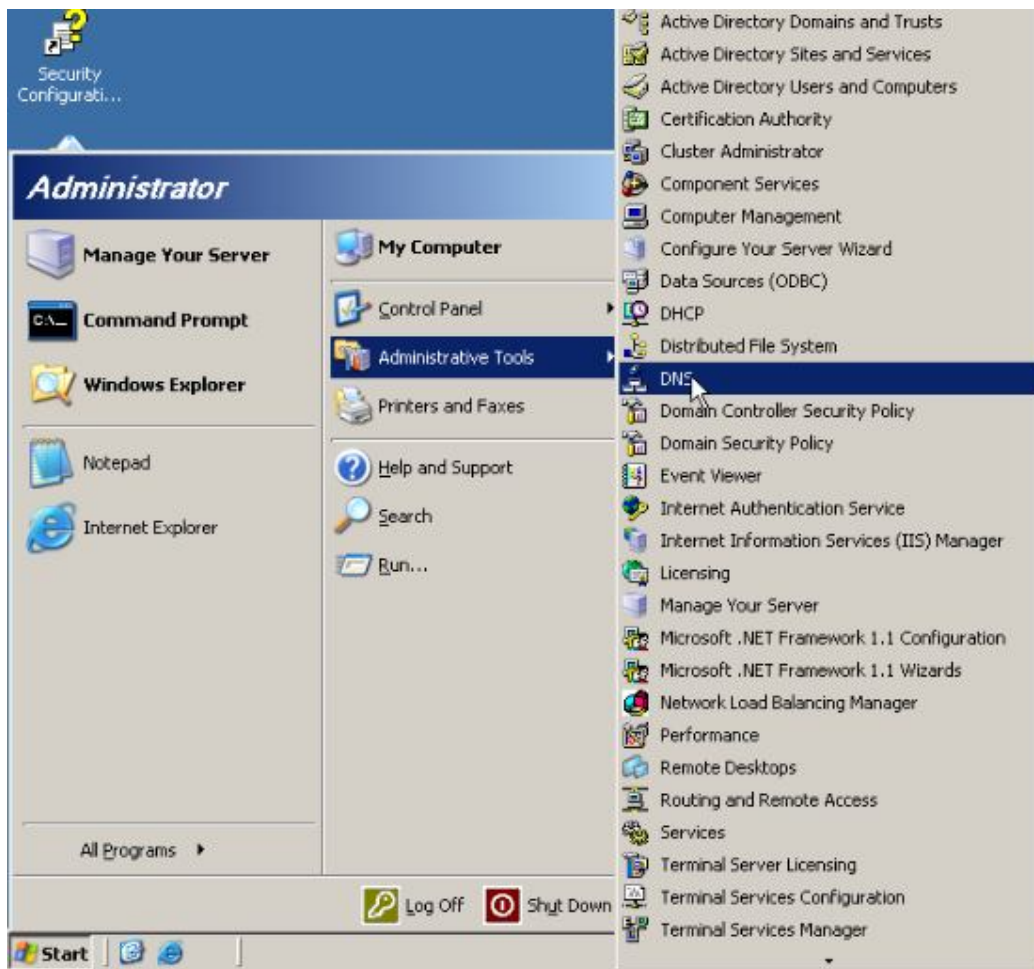 Security
Configurati...
Administrator
Manage Your Server
Command Prompt
Windows Explorer
Notepad
Internet Explorer
All Programs
My Computer
Control Panel
Administrative Tools
Printers and Faxes
Help and Support
Search
Run...
Log Off
Shut Down
Start
Active Directory Domains and Trusts
Active Directory Sites and Services
Active Directory Users and Computers
Certification Authority
Cluster Administrator
Component Services
Computer Management
Configure Your Server Wizard
Data Sources (ODBC)
DHCP
Distributed File System
DNS
Domain Controller Security Policy
Domain Security Policy
Event Viewer
Internet Authentication Service
Internet Information Services (IIS) Manager
Licensing
Manage Your Server
Microsoft .NET Framework 1.1 Configuration
Microsoft .NET Framework 1.1 Wizards
Network Load Balancing Manager
Performance
Remote Desktops
Routing and Remote Access
Services
Terminal Server Licensing
Terminal Services Configuration
Terminal Services Manager